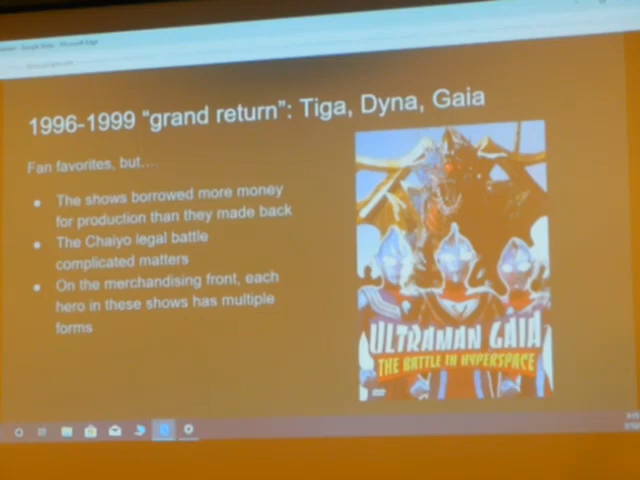 Microsoft Edge
1996-1999 “grand return”: Tiga, Dyna, Gaia
Fan favorites, but....
● The shows borrowed more money
for production than they made back
● The Chaiyo legal battle
complicated matters
● On the merchandising front, each
hero in these shows has multiple
forms
ULTRAMAN GAIA
THE BATTLE IN HYPERSPACE